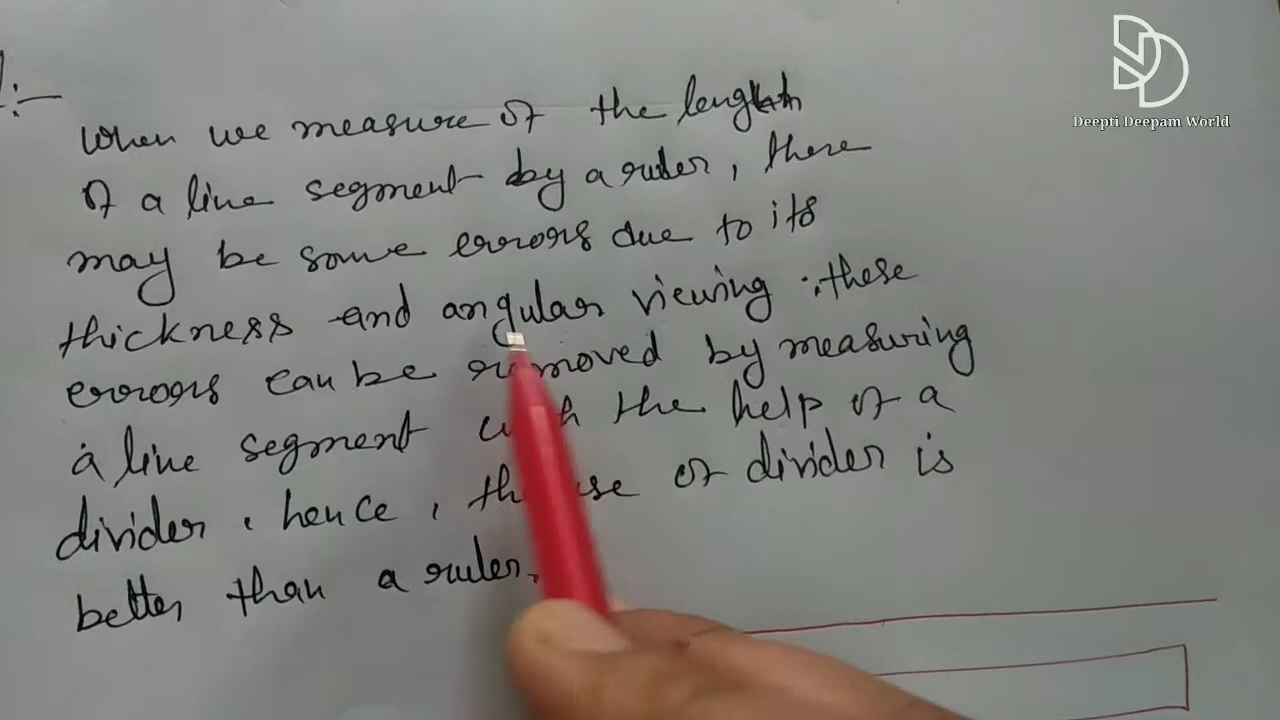 :-
When we measure of the length
of a line segment by a ruler, there
may be some errors due to its
thickness and angular viewing. these
errors can be removed by measuring
a line segment with the help of a
divider, hence, the use of divider is
better than a ruler.
Deepti Deepam World